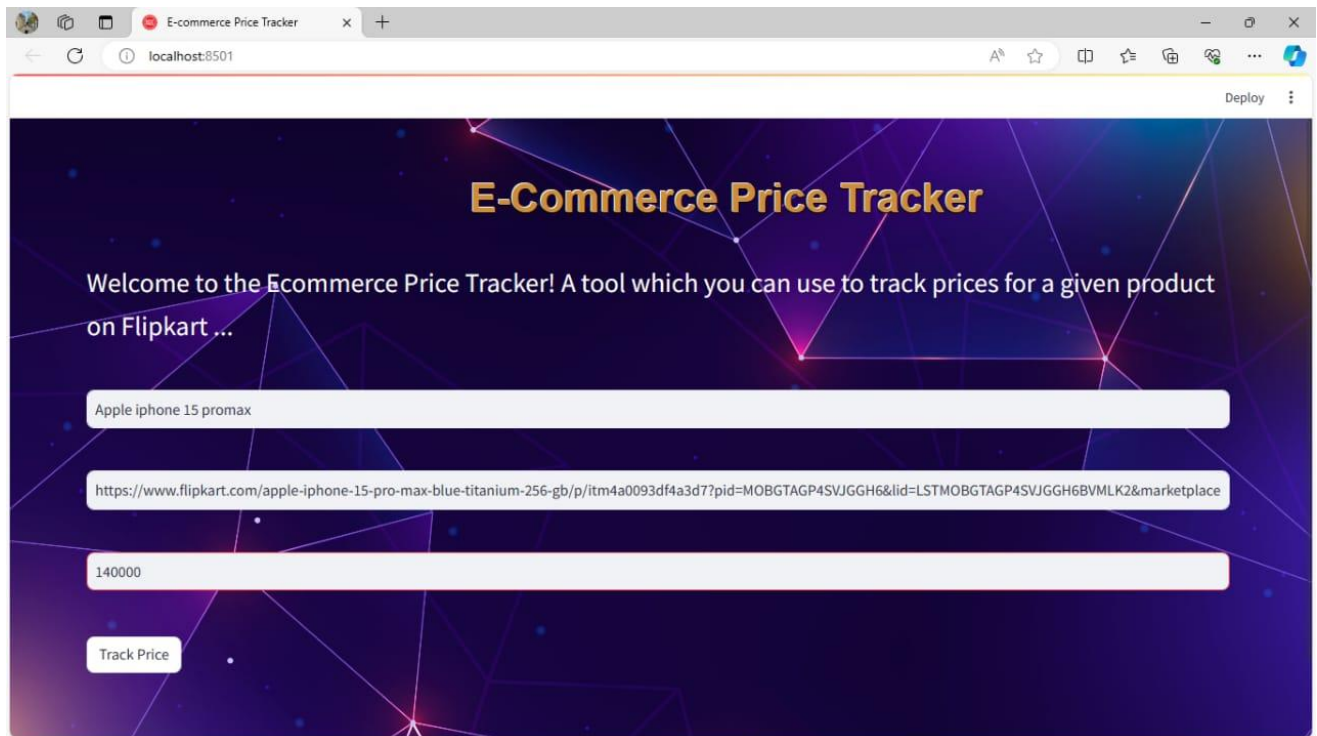 E-commerce Price Tracker
localhost:8501
Deploy
E-Commerce Price Tracker
Welcome to the Ecommerce Price Tracker! A tool which you can use to track prices for a given product
on Flipkart ...
Apple iphone 15 promax
https://www.flipkart.com/apple-iphone-15-pro-max-blue-titanium-256-gb/p/itm4a0093df4a3d7?pid=MOBGTAGP4SVJGGH6&lid=LSTMOBGTAGP4SVJGGH6BVMLK2&marketplace
140000
Track Price